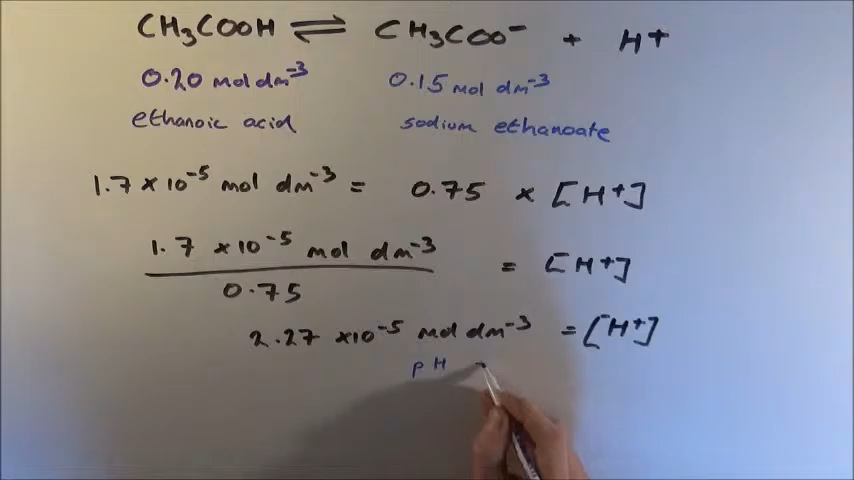 CH₃COOH ⇌ CH₃COO⁻ + H⁺
0.20 mol dm⁻³ 0.15 mol dm⁻³
ethanoic acid sodium ethanoate
1.7 × 10⁻⁵ mol dm⁻³ = 0.75 × [H⁺]
1.7 × 10⁻⁵ mol dm⁻³
0.75
= [H⁺]
2.27 × 10⁻⁵ mol dm⁻³ = [H⁺]
pH